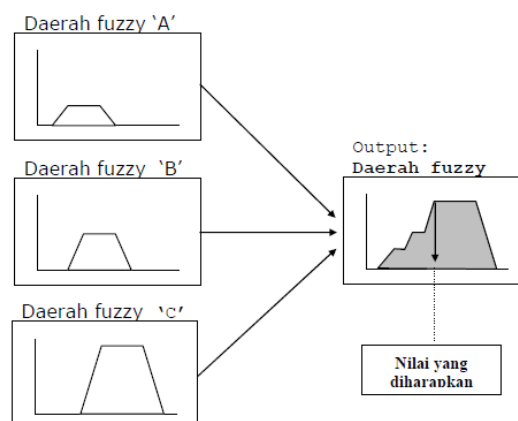 Daerah fuzzy ‘A’
Output:
Daerah fuzzy
Daerah fuzzy ‘B’
Daerah fuzzy ‘C’
Nilai yang
diharapkan